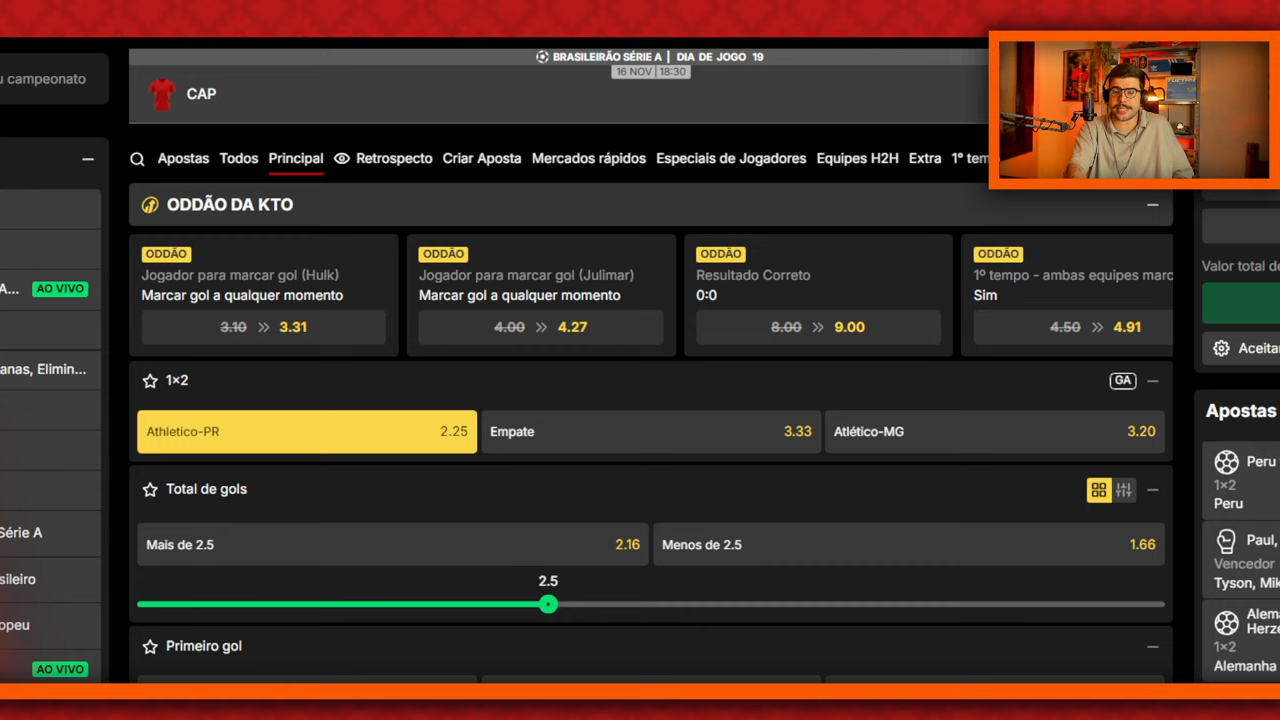 u campeonato
BRASILEIRÃO SÉRIE A | DIA DE JOGO 19
16 NOV | 18:30
CAP
Apostas Todos Principal Retrospecto Criar Aposta Mercados rápidos Especiais de Jogadores Equipes H2H Extra 1º tem
ODDÃO DA KTO
ODDÃO
Jogador para marcar gol (Hulk)
Marcar gol a qualquer momento
3.10 >> 3.31
ODDÃO
Jogador para marcar gol (Julimar)
Marcar gol a qualquer momento
4.00 >> 4.27
ODDÃO
Resultado Correto
0:0
8.00 >> 9.00
ODDÃO
1º tempo - ambas equipes marc
Sim
4.50 >> 4.91
1×2 GA
Athletico-PR 2.25 Empate 3.33 Atlético-MG 3.20
Total de gols
Mais de 2.5 2.16 Menos de 2.5 1.66
2.5
Primeiro gol
A... AO VIVO
anas, Elimin...
Série A
sileiro
opeu
AO VIVO
Valor total de
Aceita
Apostas
Peru
1×2
Peru
Paul,
Vencedor
Tyson, Mik
Alema
Herze
1×2
Alemanha